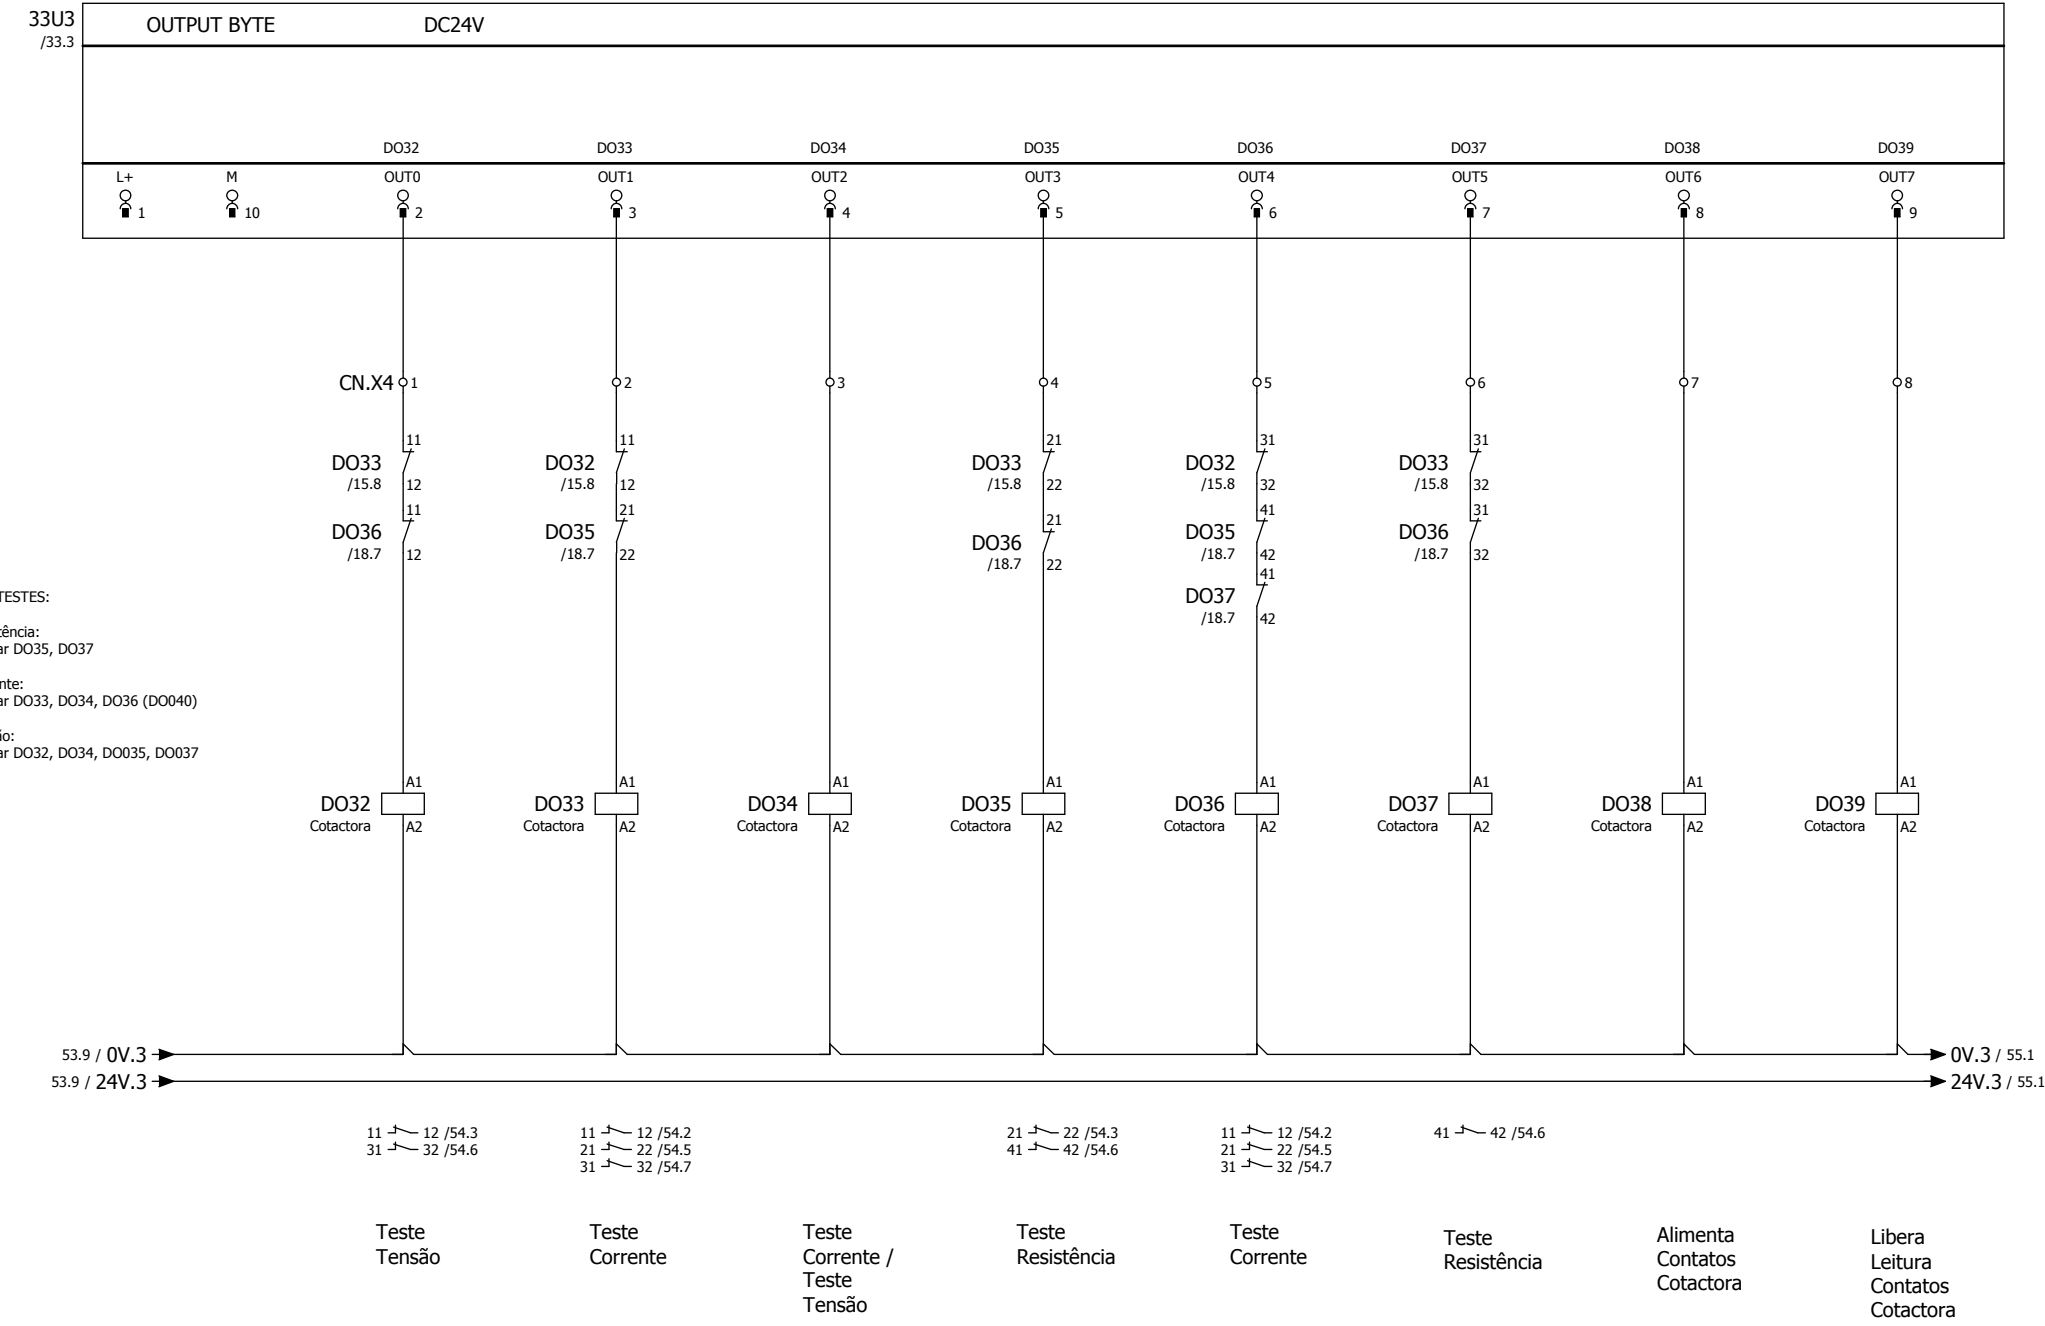 33U3
/33.3
OUTPUT BYTE DC24V
DO32 DO33 DO34 DO35 DO36 DO37 DO38 DO39
L+ M OUT0 OUT1 OUT2 OUT3 OUT4 OUT5 OUT6 OUT7
1 10 2 3 4 5 6 7 8 9
CN.X4 1 2 3 4 5 6 7 8
11 11 21 31 31
DO33 DO32 DO33 DO32 DO33
/15.8 12 /15.8 12 /15.8 22 /15.8 32 /15.8 32
11 21 21 41 31
DO36 DO35 DO36 DO35 DO36
/18.7 12 /18.7 22 /18.7 22 /18.7 42 /18.7 32
41
DO37
/18.7 42
TESTES:
tência:
ar DO35, DO37
nte:
ar DO33, DO34, DO36 (DO040)
ão:
ar DO32, DO34, DO035, DO037
A1 A1 A1 A1 A1 A1 A1 A1
DO32 DO33 DO34 DO35 DO36 DO37 DO38 DO39
Cotactora A2 Cotactora A2 Cotactora A2 Cotactora A2 Cotactora A2 Cotactora A2 Cotactora A2 Cotactora A2
53.9 / 0V.3 0V.3 / 55.1
53.9 / 24V.3 24V.3 / 55.1
11 12 /54.3
31 32 /54.6
11 12 /54.2
21 22 /54.5
31 32 /54.7
21 22 /54.3
41 42 /54.6
11 12 /54.2
21 22 /54.5
31 32 /54.7
41 42 /54.6
Teste
Tensão
Teste
Corrente
Teste
Corrente /
Teste
Tensão
Teste
Resistência
Teste
Corrente
Teste
Resistência
Alimenta
Contatos
Cotactora
Libera
Leitura
Contatos
Cotactora